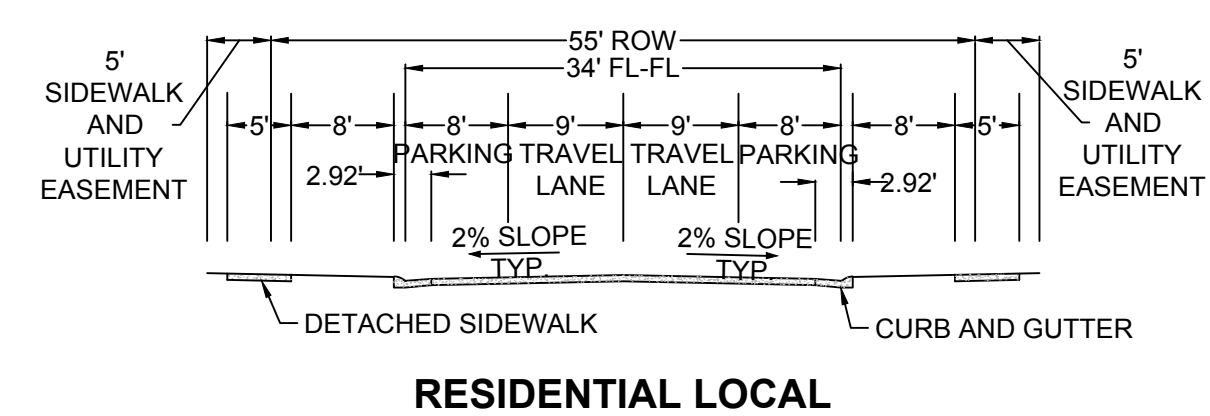 55' ROW
34' FL-FL
5'
SIDEWALK
AND
UTILITY
EASEMENT
5'
SIDEWALK
AND
UTILITY
EASEMENT
5' 8' 8' 9' 9' 8' 8' 5'
PARKING TRAVEL LANE TRAVEL LANE PARKING
2.92' 2.92'
2% SLOPE
TYP.
2% SLOPE
TYP.
DETACHED SIDEWALK
CURB AND GUTTER
RESIDENTIAL LOCAL